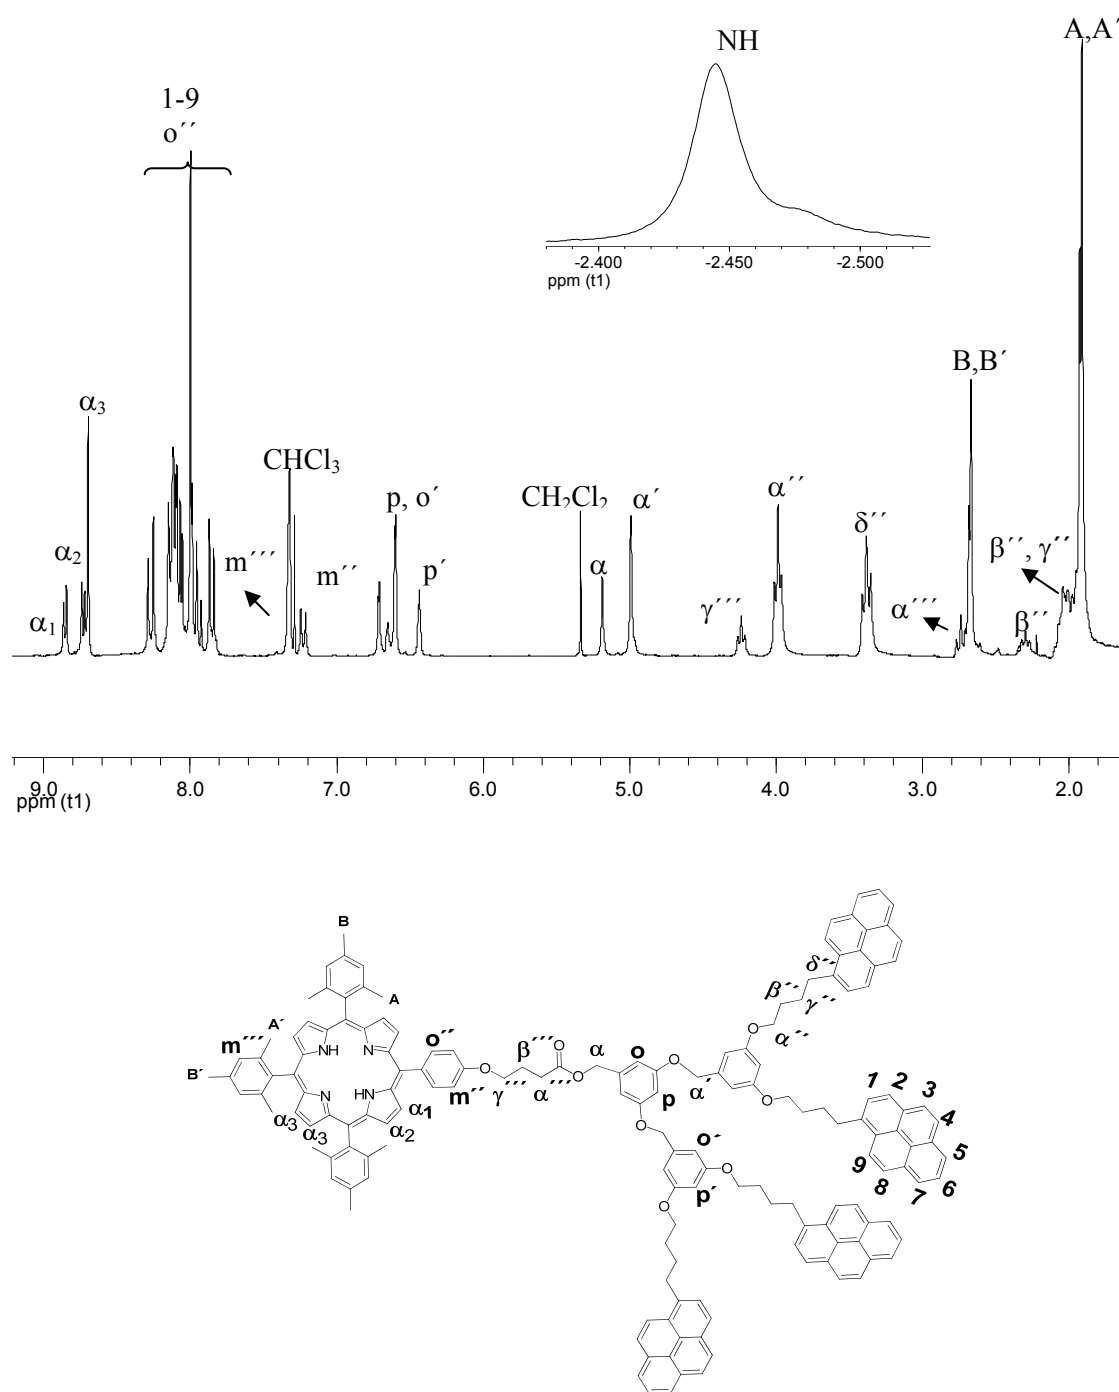 A,A´
NH
1-9
o´´
-2.400 -2.450 -2.500
ppm (t1)
B,B´
α₃
CHCl₃
α´´
p, o´
CH₂Cl₂
α´
δ´´
α₂
β´´, γ´´
m´´´
m´´
p´
α
α₁
γ´´´
α´´´
β´´
9.0 8.0 7.0 6.0 5.0 4.0 3.0 2.0
ppm (t1)
B
A
δ´´
A´
β´´
γ´´
m´´´
o´´
β´´´
O
α
o
O
O
α´´
B´
NH N
O
O
α´
O
1 2 3
N HN
m´´
γ´´´
α´´´
p
4
α₃
α₃
α₁
α₂
O
5
o´
9
8 7 6
O
p´
O